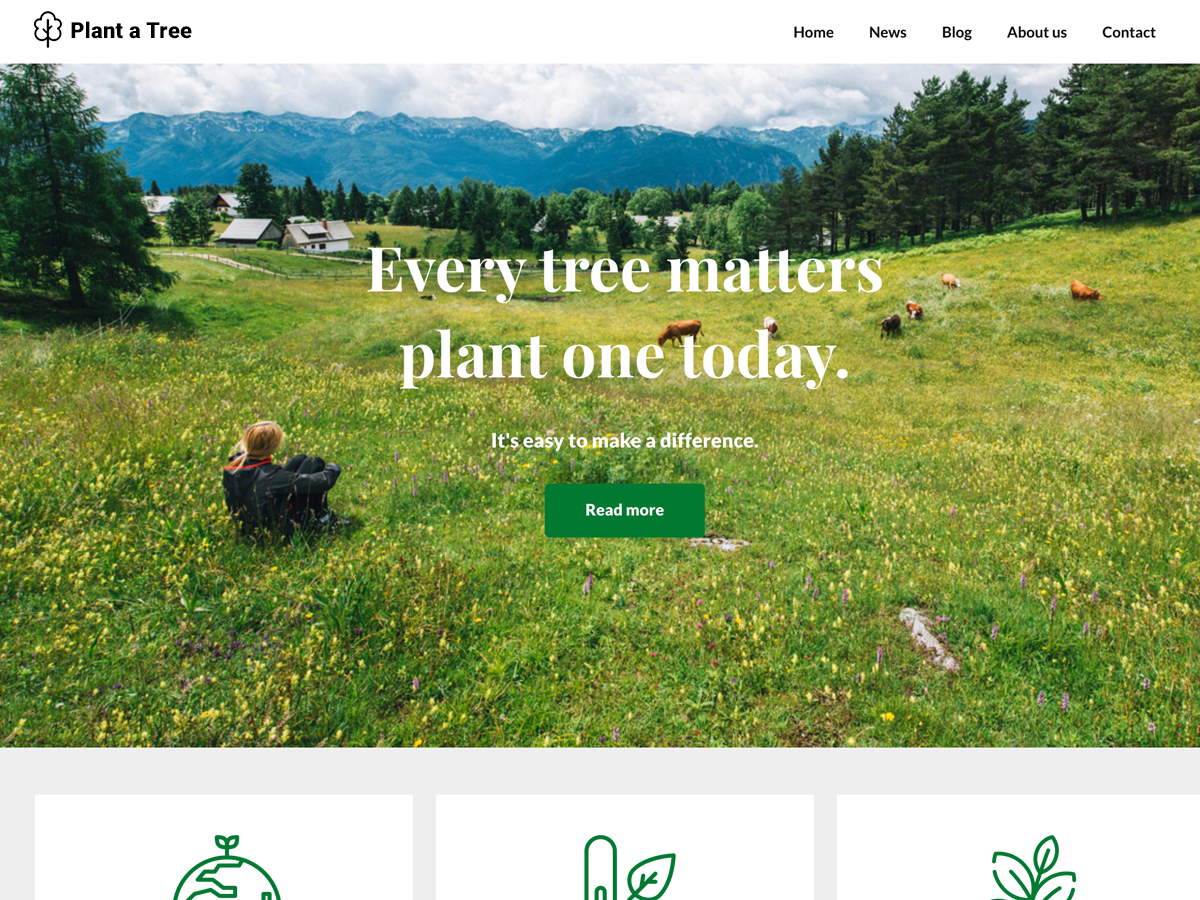 Plant a Tree
Home News Blog About us Contact
Every tree matters
plant one today.
It's easy to make a difference.
Read more